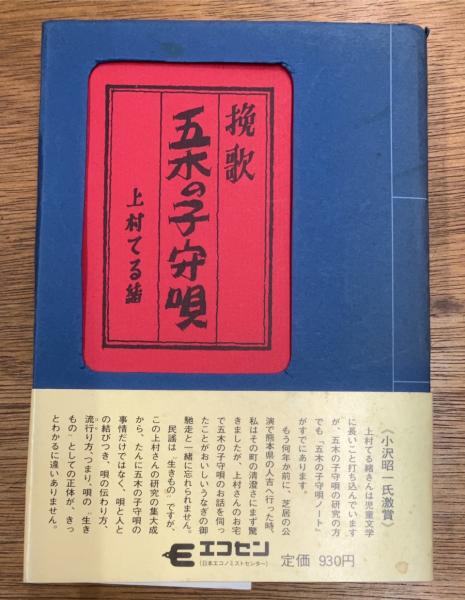 挽歌
五木の子守唄
上村てる緒
〈小沢昭一氏激賞〉
上村てる緒さんは児童文学
に長いこと打ち込んでいます
が、五木の子守唄の研究の方
でも「五木の子守唄ノート」
がすでにあります。
もう何年か前に、芝居の公
演で熊本県の人吉へ行った時、
私はその町の清澄さにまず驚
きましたが、上村さんのお宅
で五木の子守唄のお話を伺っ
たことがおいしいうなぎの御
馳走と一緒に忘れられません。
民謡は〝生きもの〟ですが、
この上村さんの研究の集大成
から、たんに五木の子守唄の
事情だけではなく、唄と人と
の結びつき、唄の伝わり方、
流行り方、つまり、唄の〝生き
もの〟としての正体が、きっ
とわかるに違いありません。
エコセン
(日本エコノミストセンター)
定価 930円